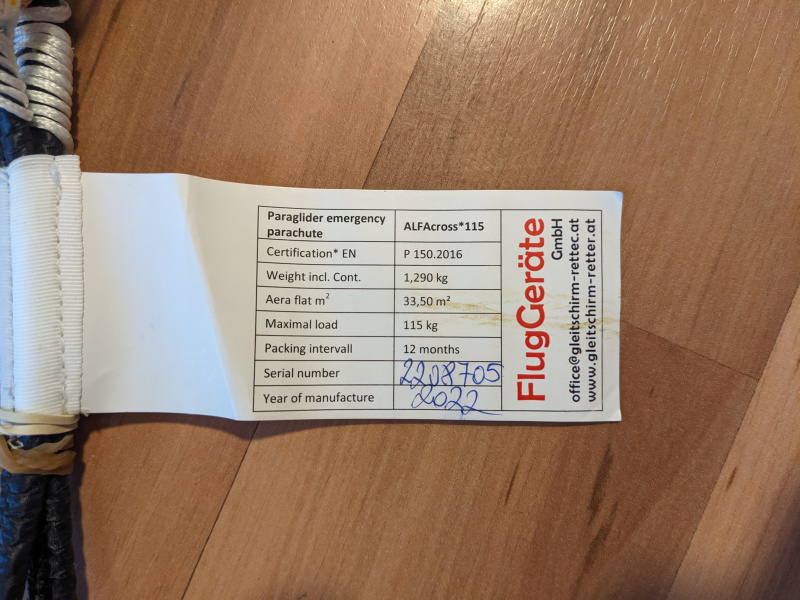 Paraglider emergency parachute ALFAcross*115
Certification* EN P 150.2016
Weight incl. Cont. 1,290 kg
Aera flat m² 33,50 m²
Maximal load 115 kg
Packing intervall 12 months
Serial number 2208705
Year of manufacture 2022
FlugGeräte
GmbH
office@gleitschirm-rettec.at
www.gleitschirm-retter.at